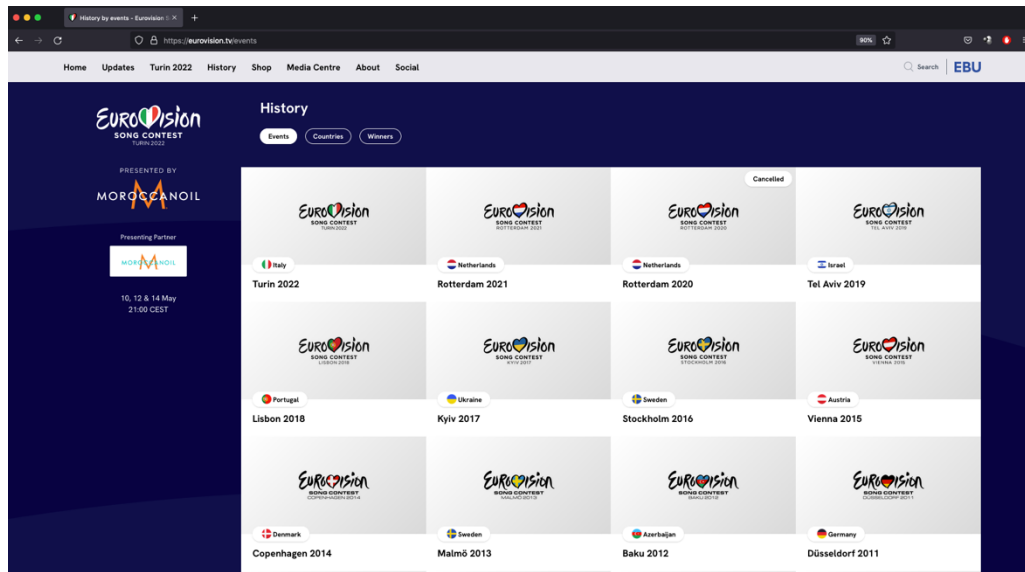 History by events - Eurovision S
https://eurovision.tv/events
90%
Home Updates Turin 2022 History Shop Media Centre About Social
Search EBU
EUROVISION
SONG CONTEST
TURIN 2022
PRESENTED BY
MOROCCANOIL
Presenting Partner
MOROCCANOIL
10, 12 & 14 May
21:00 CEST
History
Events Countries Winners
EUROVISION
SONG CONTEST
TURIN 2022
Italy
Turin 2022
EUROVISION
SONG CONTEST
ROTTERDAM 2021
Netherlands
Rotterdam 2021
Cancelled
EUROVISION
SONG CONTEST
ROTTERDAM 2020
Netherlands
Rotterdam 2020
EUROVISION
SONG CONTEST
TEL AVIV 2019
Israel
Tel Aviv 2019
EUROVISION
SONG CONTEST
LISBON 2018
Portugal
Lisbon 2018
EUROVISION
SONG CONTEST
KYIV 2017
Ukraine
Kyiv 2017
EUROVISION
SONG CONTEST
STOCKHOLM 2016
Sweden
Stockholm 2016
EUROVISION
SONG CONTEST
VIENNA 2015
Austria
Vienna 2015
EUROVISION
SONG CONTEST
COPENHAGEN 2014
Denmark
Copenhagen 2014
EUROVISION
SONG CONTEST
MALMÖ 2013
Sweden
Malmö 2013
EUROVISION
SONG CONTEST
BAKU 2012
Azerbaijan
Baku 2012
EUROVISION
SONG CONTEST
DÜSSELDORF 2011
Germany
Düsseldorf 2011